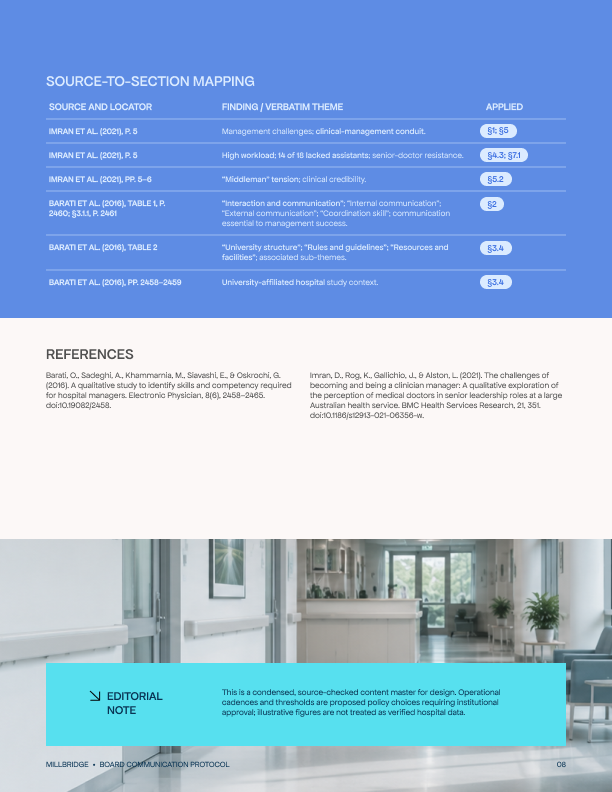 SOURCE-TO-SECTION MAPPING
SOURCE AND LOCATOR FINDING / VERBATIM THEME APPLIED
IMRAN ET AL. (2021), P. 5 Management challenges; clinical-management conduit. §1; §5
IMRAN ET AL. (2021), P. 5 High workload; 14 of 18 lacked assistants; senior-doctor resistance. §4.3; §7.1
IMRAN ET AL. (2021), PP. 5–6 "Middleman" tension; clinical credibility. §5.2
BARATI ET AL. (2016), TABLE 1, P.
2460; §3.1.1, P. 2461
"Interaction and communication"; "Internal communication";
"External communication"; "Coordination skill"; communication
essential to management success.
§2
BARATI ET AL. (2016), TABLE 2
"University structure"; "Rules and guidelines"; "Resources and
facilities"; associated sub-themes.
§3.4
BARATI ET AL. (2016), PP. 2458–2459 University-affiliated hospital study context. §3.4
REFERENCES
Barati, O., Sadeghi, A., Khammarnia, M., Siavashi, E., & Oskrochi, G.
(2016). A qualitative study to identify skills and competency required
for hospital managers. Electronic Physician, 8(6), 2458–2465.
doi:10.19082/2458.
Imran, D., Rog, K., Gallichio, J., & Alston, L. (2021). The challenges of
becoming and being a clinician manager: A qualitative exploration of
the perception of medical doctors in senior leadership roles at a large
Australian health service. BMC Health Services Research, 21, 351.
doi:10.1186/s12913-021-06356-w.
EDITORIAL
NOTE
This is a condensed, source-checked content master for design. Operational
cadences and thresholds are proposed policy choices requiring institutional
approval; illustrative figures are not treated as verified hospital data.
MILLBRIDGE • BOARD COMMUNICATION PROTOCOL 08